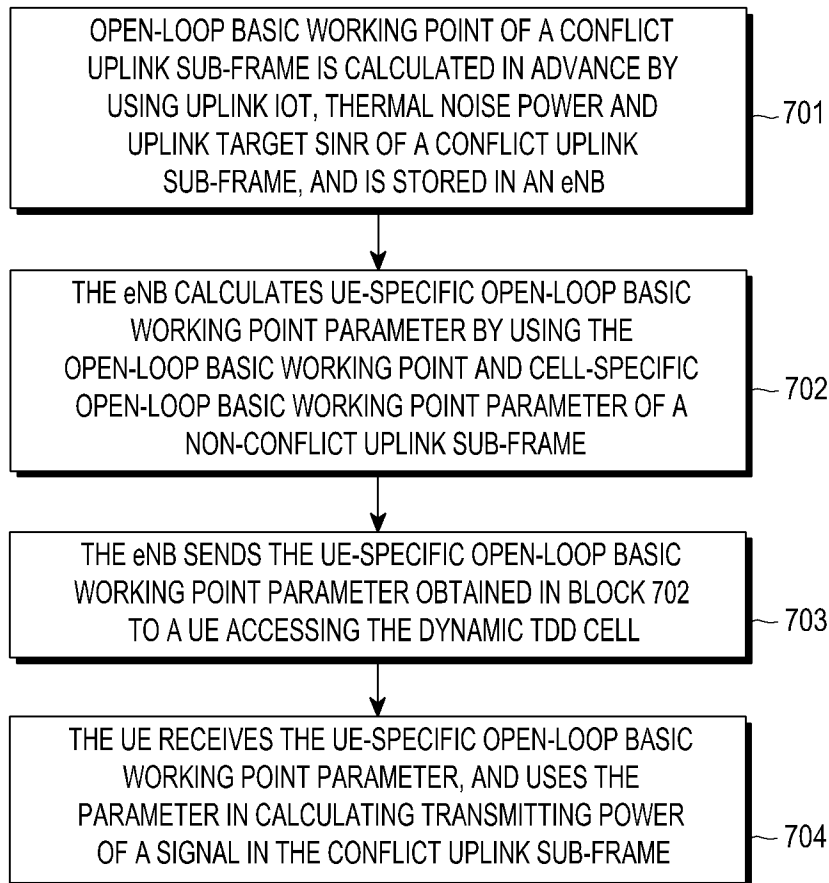 OPEN-LOOP BASIC WORKING POINT OF A CONFLICT
UPLINK SUB-FRAME IS CALCULATED IN ADVANCE BY
USING UPLINK IOT, THERMAL NOISE POWER AND
UPLINK TARGET SINR OF A CONFLICT UPLINK
SUB-FRAME, AND IS STORED IN AN eNB
701
THE eNB CALCULATES UE-SPECIFIC OPEN-LOOP BASIC
WORKING POINT PARAMETER BY USING THE
OPEN-LOOP BASIC WORKING POINT AND CELL-SPECIFIC
OPEN-LOOP BASIC WORKING POINT PARAMETER OF A
NON-CONFLICT UPLINK SUB-FRAME
702
THE eNB SENDS THE UE-SPECIFIC OPEN-LOOP BASIC
WORKING POINT PARAMETER OBTAINED IN BLOCK 702
TO A UE ACCESSING THE DYNAMIC TDD CELL
703
THE UE RECEIVES THE UE-SPECIFIC OPEN-LOOP BASIC
WORKING POINT PARAMETER, AND USES THE
PARAMETER IN CALCULATING TRANSMITTING POWER
OF A SIGNAL IN THE CONFLICT UPLINK SUB-FRAME
704